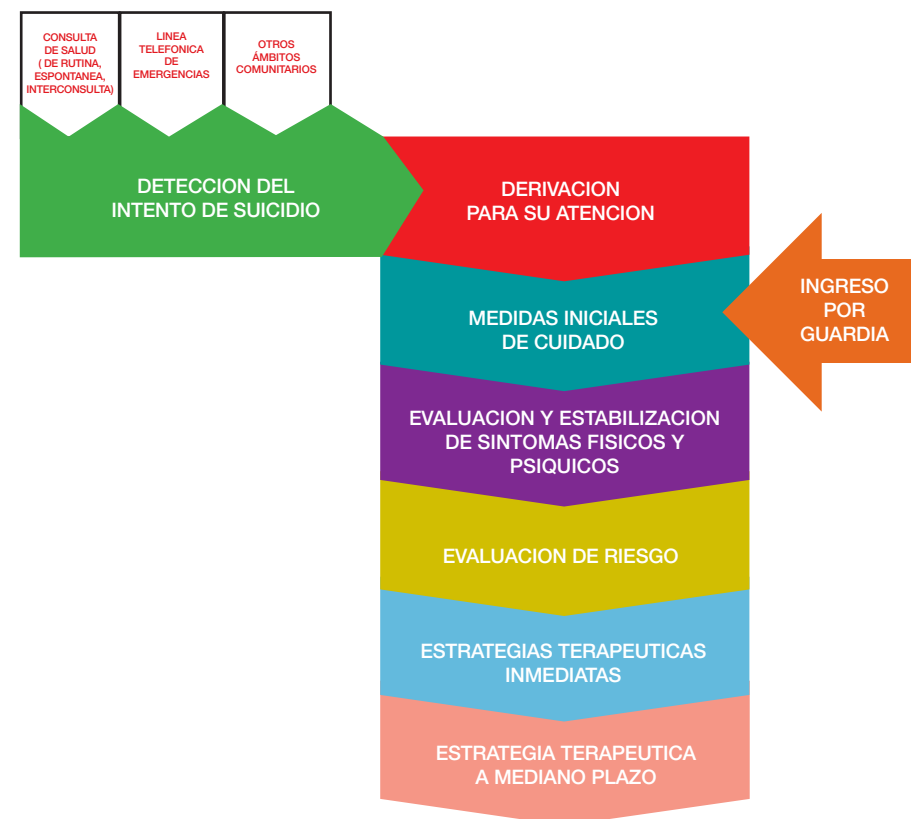 CONSULTA
DE SALUD
( DE RUTINA,
ESPONTANEA,
INTERCONSULTA)
LINEA
TELEFONICA
DE
EMERGENCIAS
OTROS
ÁMBITOS
COMUNITARIOS
DETECCION DEL
INTENTO DE SUICIDIO
DERIVACION
PARA SU ATENCION
INGRESO
POR
GUARDIA
MEDIDAS INICIALES
DE CUIDADO
EVALUACION Y ESTABILIZACION
DE SINTOMAS FISICOS Y
PSIQUICOS
EVALUACION DE RIESGO
ESTRATEGIAS TERAPEUTICAS
INMEDIATAS
ESTRATEGIA TERAPEUTICA
A MEDIANO PLAZO